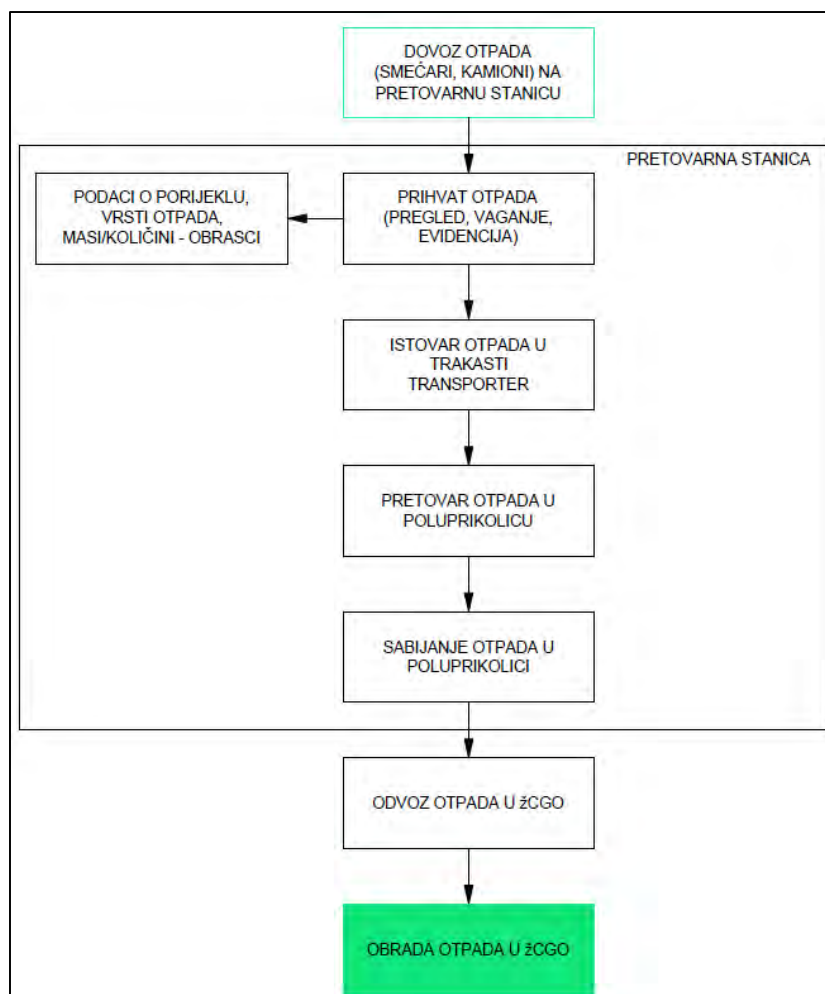 DOVOZ OTPADA
(SMEĆARI, KAMIONI) NA
PRETOVARNU STANICU
PRETOVARNA STANICA
PODACI O PORIJEKLU,
VRSTI OTPADA,
MASI/KOLIČINI - OBRASCI
PRIHVAT OTPADA
(PREGLED, VAGANJE,
EVIDENCIJA)
ISTOVAR OTPADA U
TRAKASTI
TRANSPORTER
PRETOVAR OTPADA U
POLUPRIKOLICU
SABIJANJE OTPADA U
POLUPRIKOLICI
ODVOZ OTPADA U žCGO
OBRADA OTPADA U žCGO